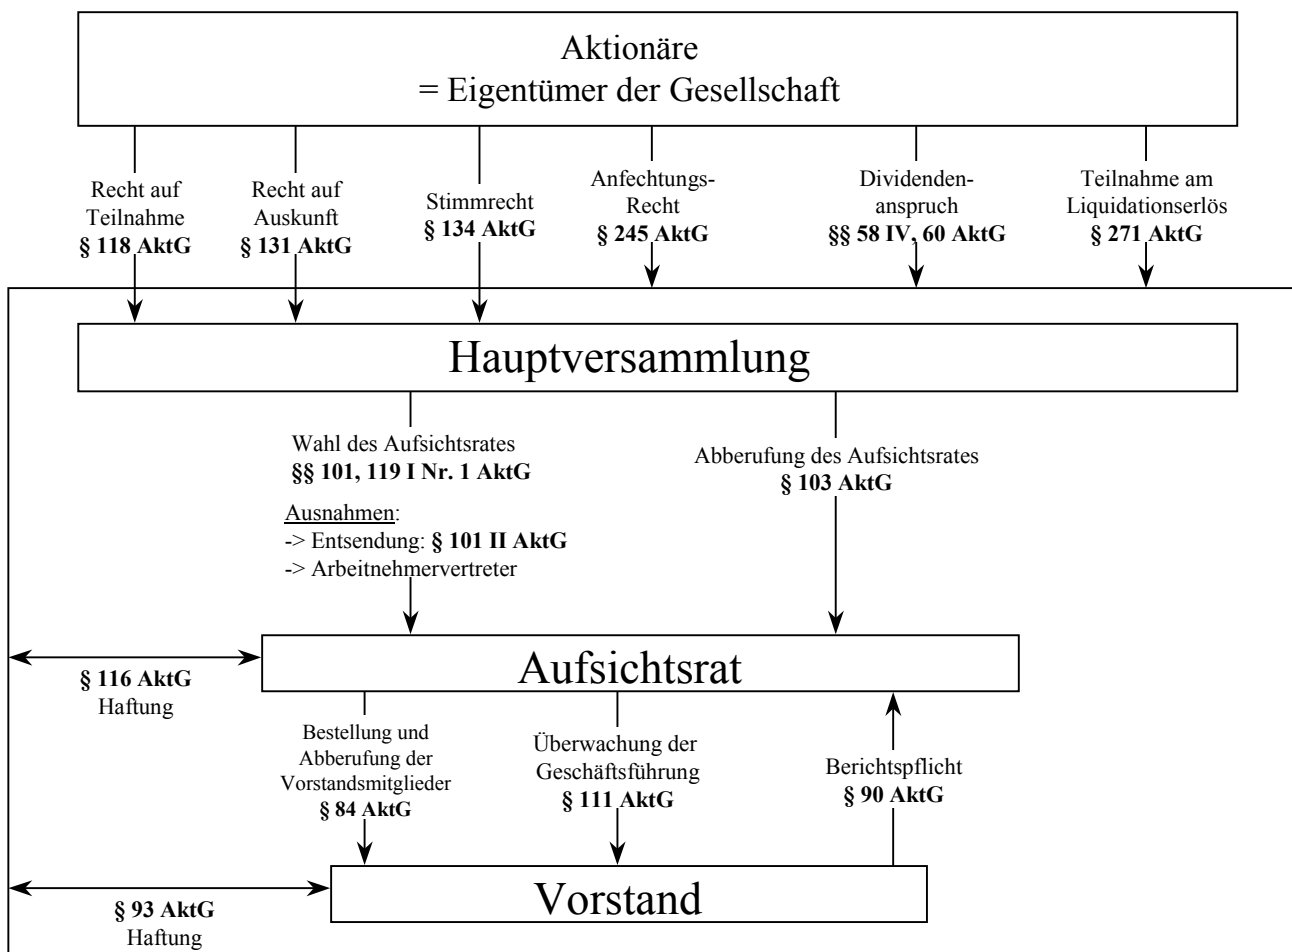 Aktionäre
= Eigentümer der Gesellschaft
Recht auf
Teilnahme
§ 118 AktG
Recht auf
Auskunft
§ 131 AktG
Stimmrecht
§ 134 AktG
Anfechtungs-
Recht
§ 245 AktG
Dividenden-
anspruch
§§ 58 IV, 60 AktG
Teilnahme am
Liquidationserlös
§ 271 AktG
Hauptversammlung
Wahl des Aufsichtsrates
§§ 101, 119 I Nr. 1 AktG
Ausnahmen:
-> Entsendung: § 101 II AktG
-> Arbeitnehmervertreter
Abberufung des Aufsichtsrates
§ 103 AktG
Aufsichtsrat
§ 116 AktG
Haftung
Bestellung und
Abberufung der
Vorstandsmitglieder
§ 84 AktG
Überwachung der
Geschäftsführung
§ 111 AktG
Berichtspflicht
§ 90 AktG
Vorstand
§ 93 AktG
Haftung